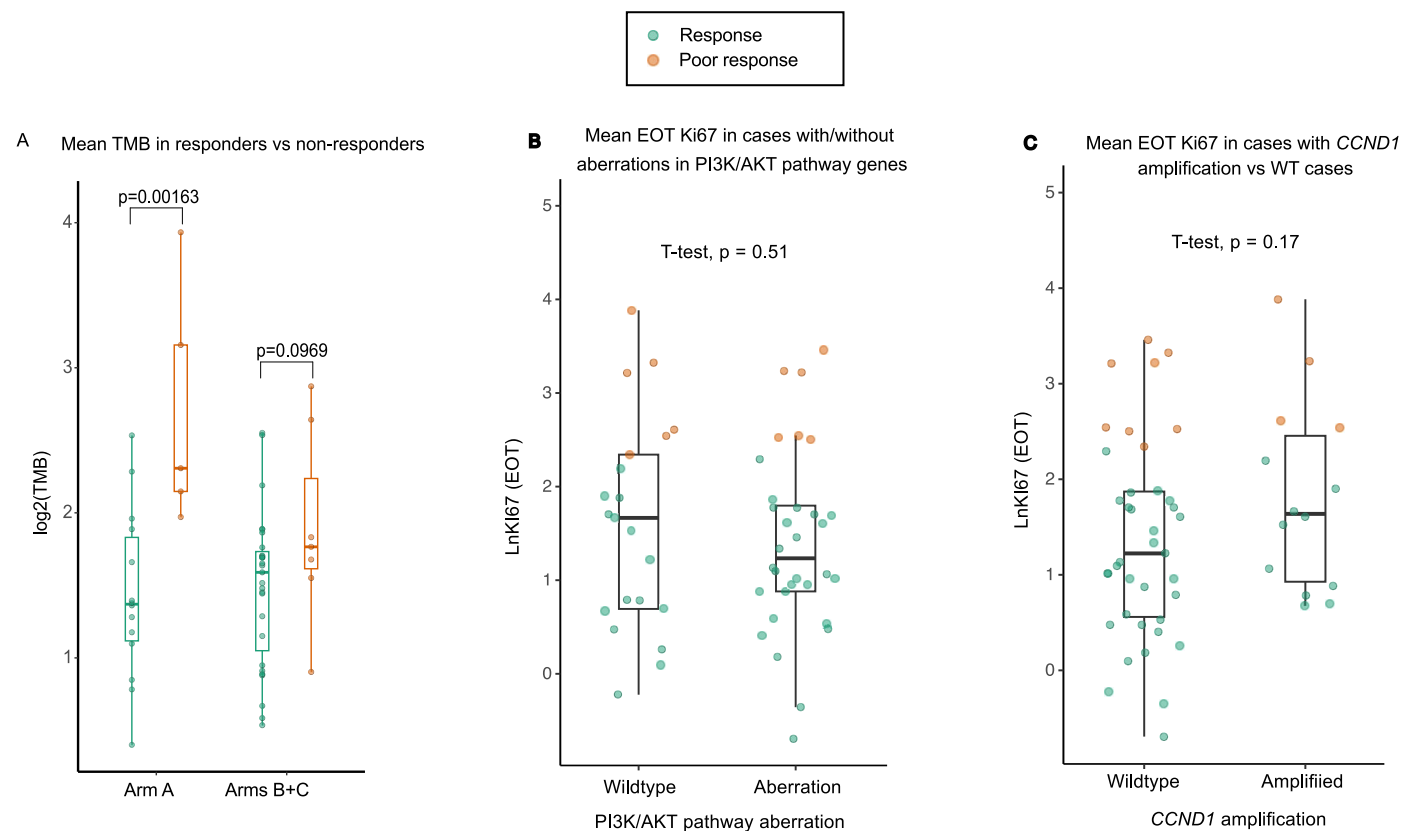 Response
Poor response
A
Mean TMB in responders vs non-responders
p=0.00163
p=0.0969
4
3
2
1
log2(TMB)
Arm A
Arms B+C
B
Mean EOT Ki67 in cases with/without
aberrations in PI3K/AKT pathway genes
T-test, p = 0.51
5
4
3
2
1
0
LnKI67 (EOT)
Wildtype
Aberration
PI3K/AKT pathway aberration
C
Mean EOT Ki67 in cases with CCND1
amplification vs WT cases
T-test, p = 0.17
5
4
3
2
1
0
LnKI67 (EOT)
Wildtype
Amplifiied
CCND1 amplification